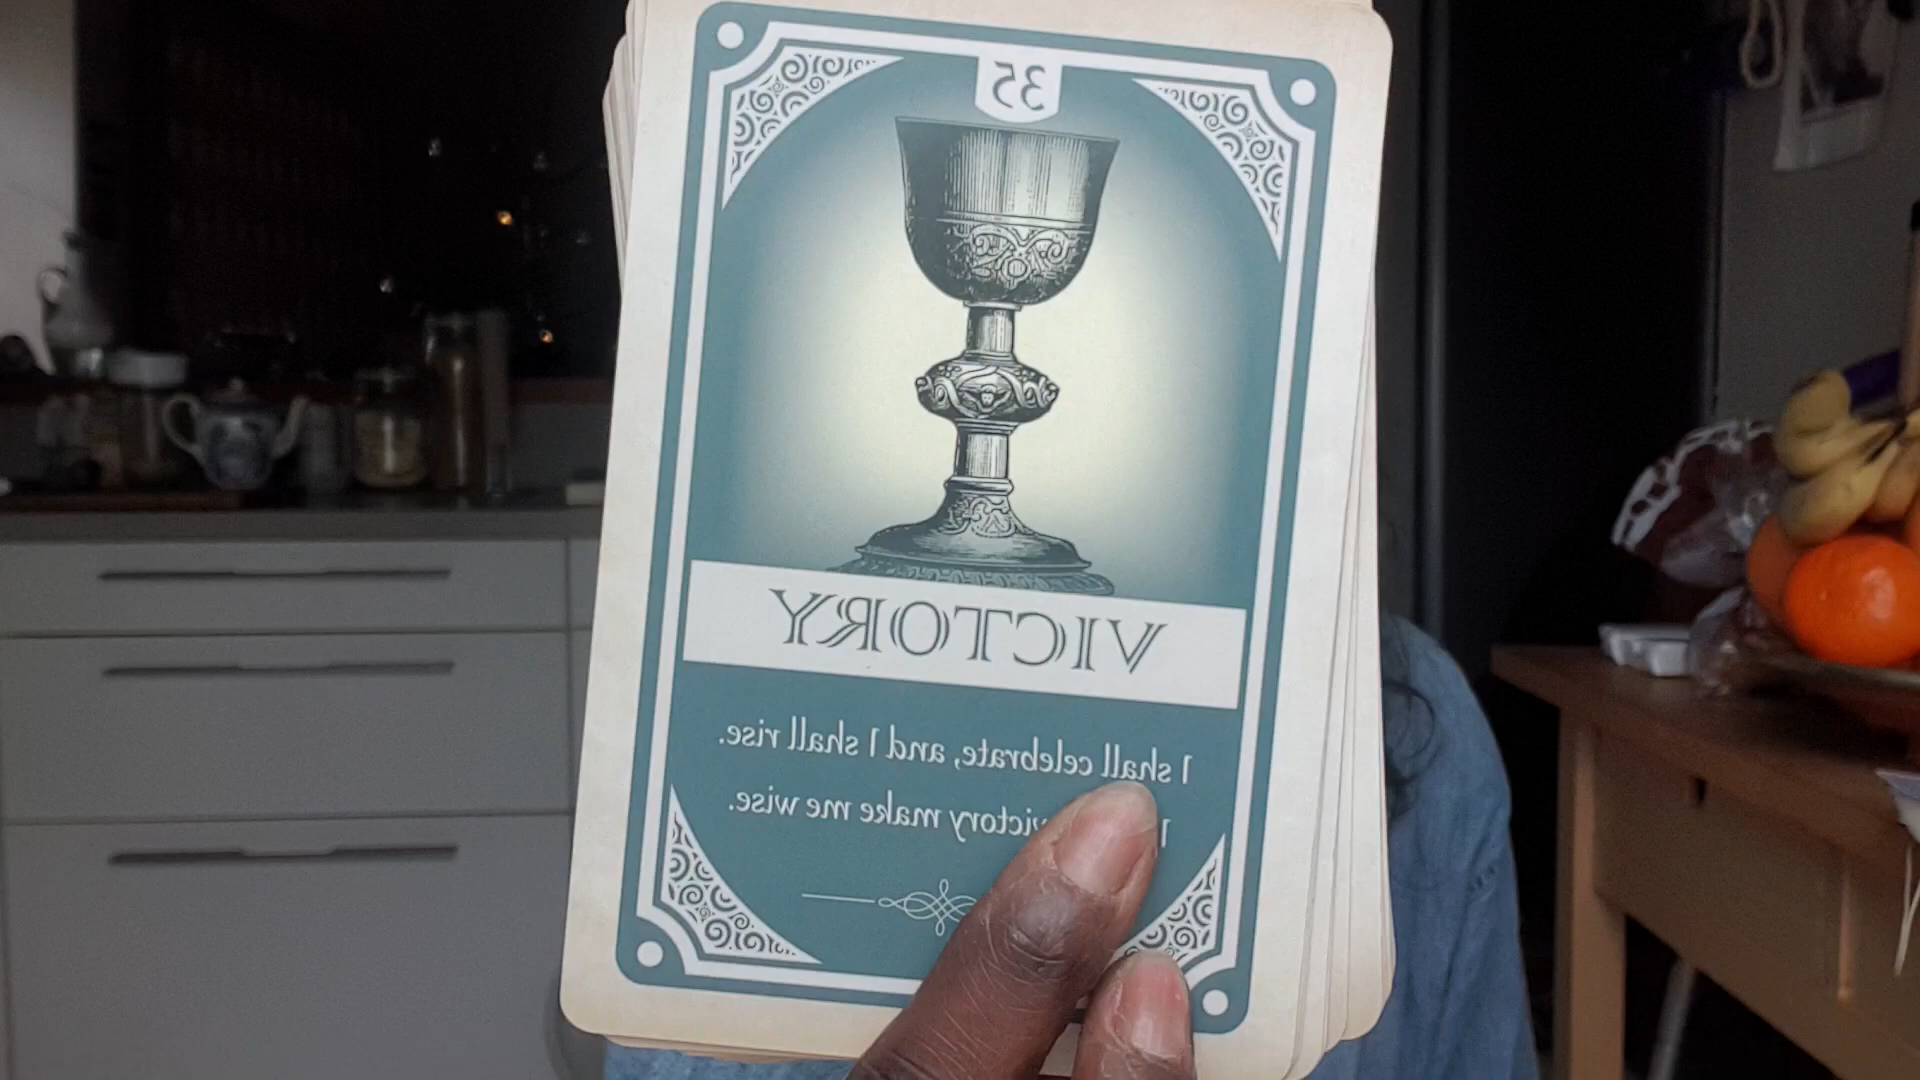 35
VICTORY
I shall celebrate, and I shall rise.
victory make me wise.